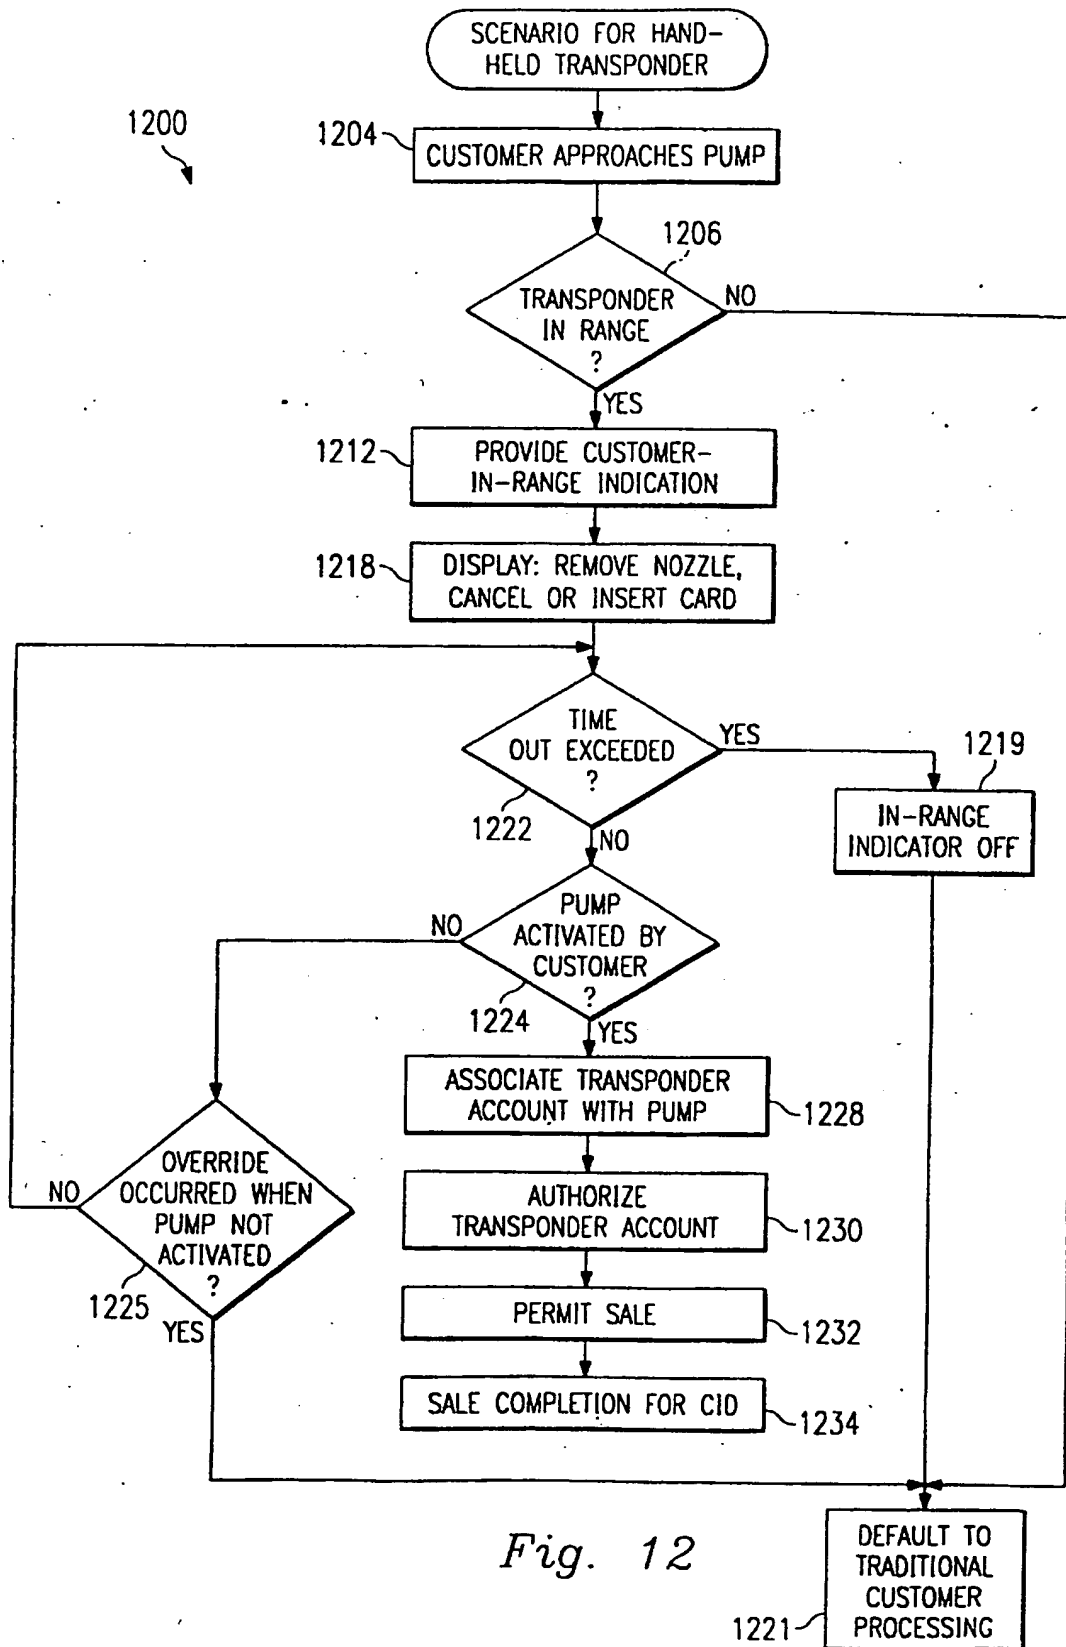 SCENARIO FOR HAND-
HELD TRANSPONDER
1200
1204
CUSTOMER APPROACHES PUMP
1206
TRANSPONDER
IN RANGE
?
NO
YES
1212
PROVIDE CUSTOMER-
IN-RANGE INDICATION
1218
DISPLAY: REMOVE NOZZLE,
CANCEL OR INSERT CARD
TIME
OUT EXCEEDED
?
YES
1222
NO
1219
IN-RANGE
INDICATOR OFF
PUMP
ACTIVATED BY
CUSTOMER
?
NO
1224
YES
ASSOCIATE TRANSPONDER
ACCOUNT WITH PUMP
1228
OVERRIDE
OCCURRED WHEN
PUMP NOT
ACTIVATED
?
NO
1225
YES
AUTHORIZE
TRANSPONDER ACCOUNT
1230
PERMIT SALE
1232
SALE COMPLETION FOR CID
1234
DEFAULT TO
TRADITIONAL
CUSTOMER
PROCESSING
1221
Fig. 12